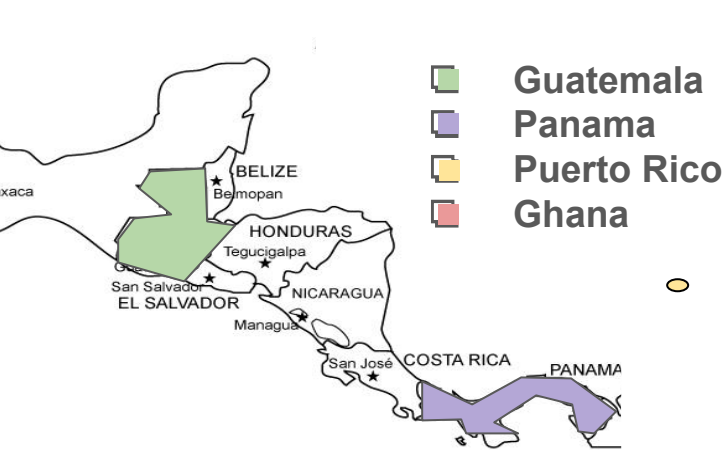 Guatemala
Panama
Puerto Rico
Ghana
xaca
BELIZE
Belmopan
HONDURAS
Tegucigalpa
San Salvador
EL SALVADOR
NICARAGUA
Managua
San José
COSTA RICA
PANAMA